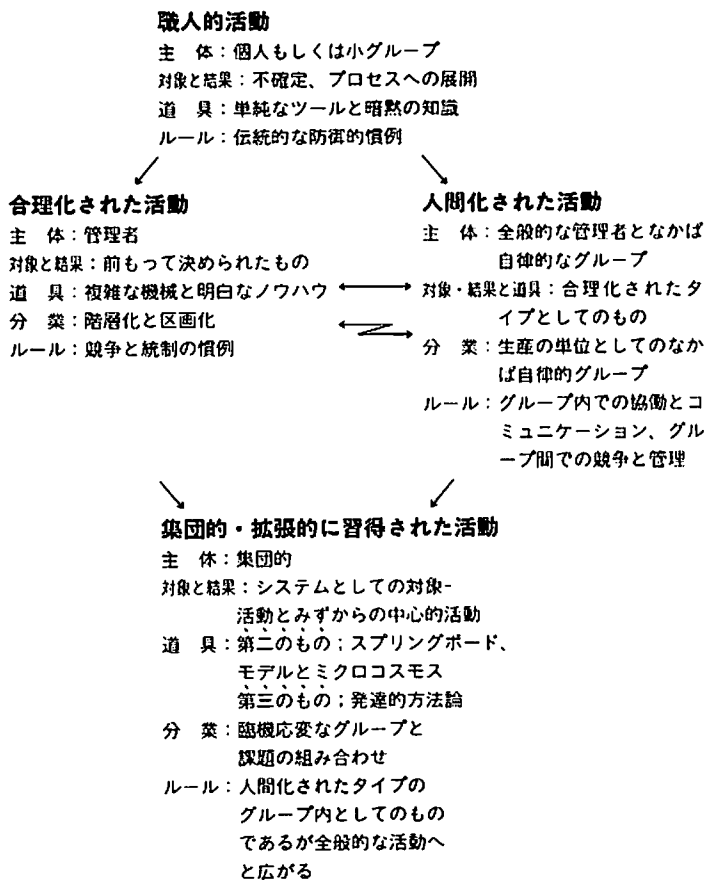 職人的活動
主 体：個人もしくは小グループ
対象と結果：不確定、プロセスへの展開
道 具：単純なツールと暗黙の知識
ルール：伝統的な防御的慣例
合理化された活動
主 体：管理者
対象と結果：前もって決められたもの
道 具：複雑な機械と明白なノウハウ
分 業：階層化と区画化
ルール：競争と統制の慣例
人間化された活動
主 体：全般的な管理者となかば
自律的なグループ
対象・結果と道具：合理化されたタ
イプとしてのもの
分 業：生産の単位としてのなか
ば自律的グループ
ルール：グループ内での協働とコ
ミュニケーション、グル
ープ間での競争と管理
集団的・拡張的に習得された活動
主 体：集団的
対象と結果：システムとしての対象-
活動とみずからの中心的活動
道 具：第二のもの；スプリングボード、
モデルとミクロコスモス
第三のもの；発達的方法論
分 業：臨機応変なグループと
課題の組み合わせ
ルール：人間化されたタイプの
グループ内としてのもの
であるが全般的な活動へ
と広がる